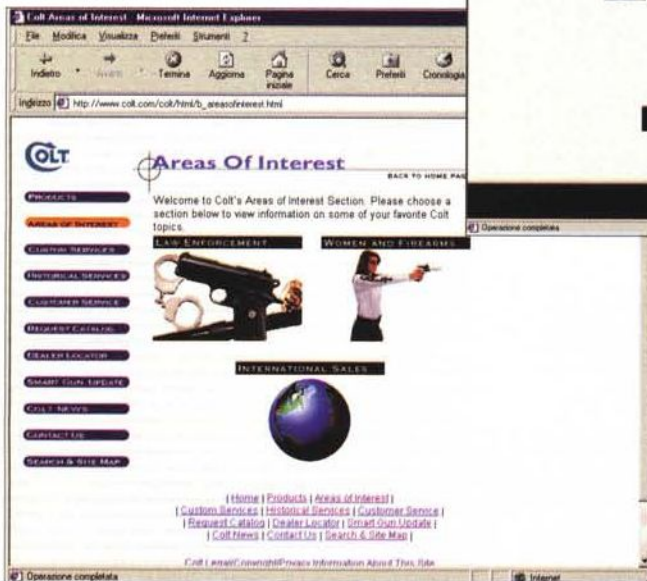 Colt Areas of Interest - Microsoft Internet Explorer
File Modifica Visualizza Preferiti Strumenti ?
Indietro Avanti Termina Aggiorna Pagina iniziale Cerca Preferiti Cronologia
Indirizzo http://www.colt.com/colt/html/b_areasofinterest.html
COLT
Areas Of Interest
BACK TO HOME PAG
Welcome to Colt's Areas of Interest Section. Please choose a
section below to view information on some of your favorite Colt
topics.
PRODUCTS
AREAS OF INTEREST
CUSTOM SERVICES
HISTORICAL SERVICES
CUSTOMER SERVICE
REQUEST CATALOG
DEALER LOCATOR
SMART GUN UPDATE
COLT NEWS
CONTACT US
SEARCH & SITE MAP
LAW ENFORCEMENT
WOMEN AND FIREARMS
INTERNATIONAL SALES
| Home | Products | Areas of Interest |
| Custom Services | Historical Services | Customer Service |
| Request Catalog | Dealer Locator | Smart Gun Update |
| Colt News | Contact Us | Search & Site Map |
Colt Legal/Copyright/Privacy Information About This Site
Operazione completata
Internet
Operazione completata